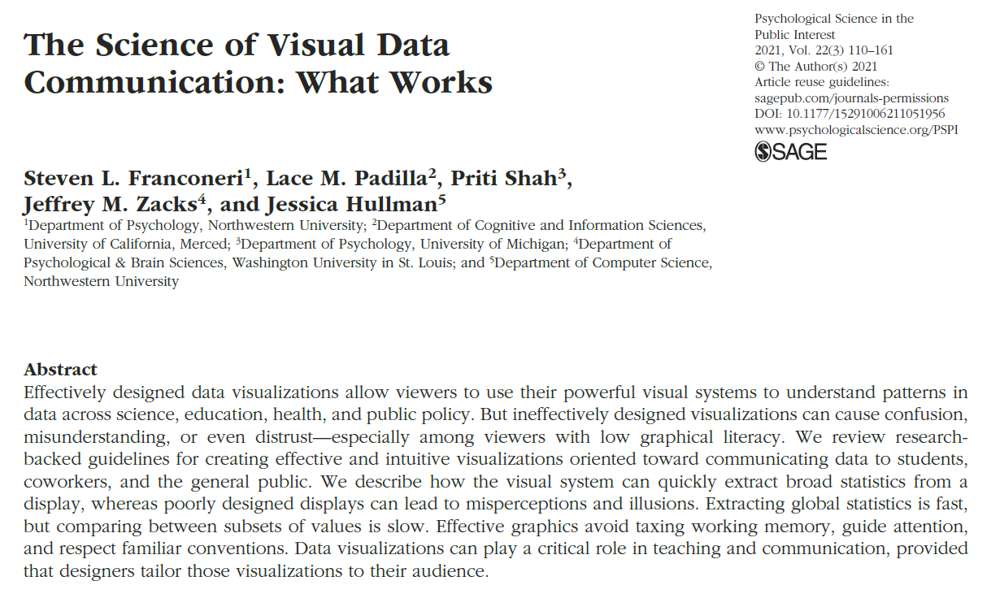 The Science of Visual Data
Communication: What Works
Psychological Science in the
Public Interest
2021, Vol. 22(3) 110–161
© The Author(s) 2021
Article reuse guidelines:
sagepub.com/journals-permissions
DOI: 10.1177/15291006211051956
www.psychologicalscience.org/PSPI
SAGE
Steven L. Franconeri¹, Lace M. Padilla², Priti Shah³,
Jeffrey M. Zacks⁴, and Jessica Hullman⁵
¹Department of Psychology, Northwestern University; ²Department of Cognitive and Information Sciences,
University of California, Merced; ³Department of Psychology, University of Michigan; ⁴Department of
Psychological & Brain Sciences, Washington University in St. Louis; and ⁵Department of Computer Science,
Northwestern University
Abstract
Effectively designed data visualizations allow viewers to use their powerful visual systems to understand patterns in
data across science, education, health, and public policy. But ineffectively designed visualizations can cause confusion,
misunderstanding, or even distrust—especially among viewers with low graphical literacy. We review research-
backed guidelines for creating effective and intuitive visualizations oriented toward communicating data to students,
coworkers, and the general public. We describe how the visual system can quickly extract broad statistics from a
display, whereas poorly designed displays can lead to misperceptions and illusions. Extracting global statistics is fast,
but comparing between subsets of values is slow. Effective graphics avoid taxing working memory, guide attention,
and respect familiar conventions. Data visualizations can play a critical role in teaching and communication, provided
that designers tailor those visualizations to their audience.